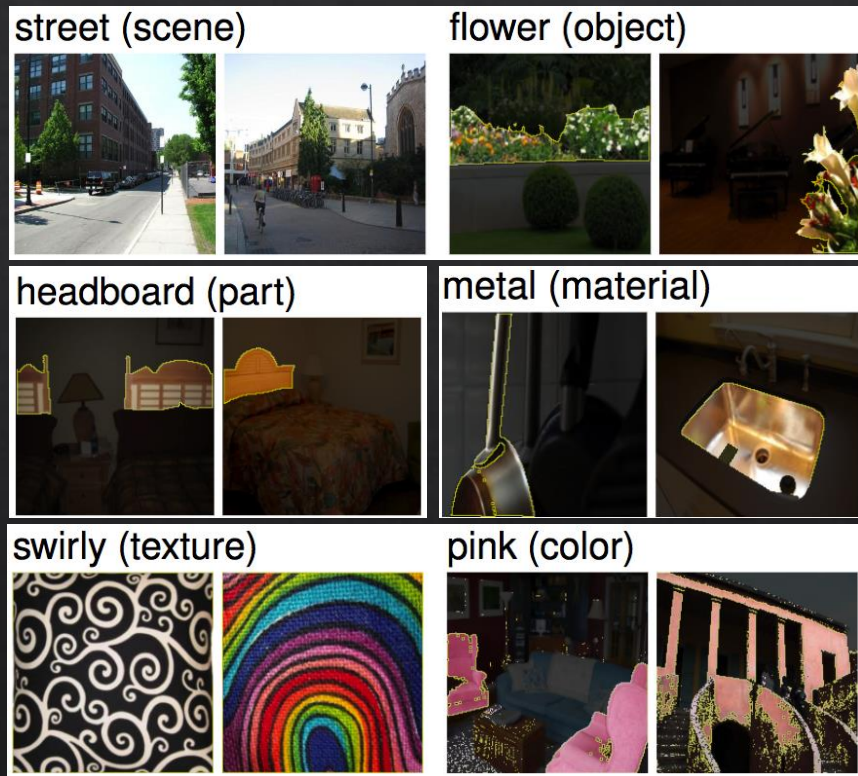 street (scene)
flower (object)
headboard (part)
metal (material)
swirly (texture)
pink (color)